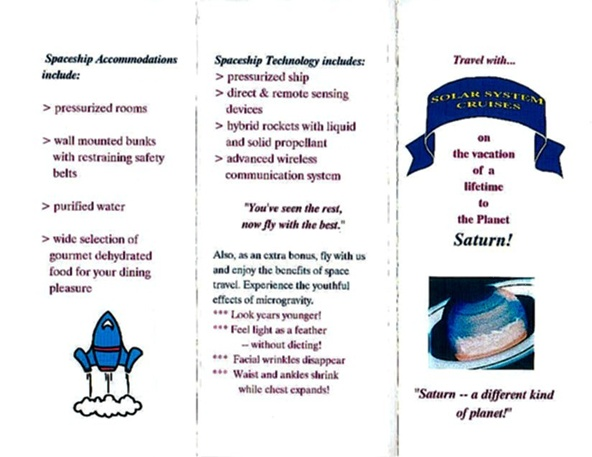 Spaceship Accommodations
include:
> pressurized rooms
> wall mounted bunks
with restraining safety
belts
> purified water
> wide selection of
gourmet dehydrated
food for your dining
pleasure
Spaceship Technology includes:
> pressurized ship
> direct & remote sensing
devices
> hybrid rockets with liquid
and solid propellant
> advanced wireless
communication system
"You've seen the rest,
now fly with the best."
Also, as an extra bonus, fly with us
and enjoy the benefits of space
travel. Experience the youthful
effects of microgravity.
*** Look years younger!
*** Feel light as a feather
-- without dieting!
*** Facial wrinkles disappear
*** Waist and ankles shrink
while chest expands!
Travel with...
SOLAR SYSTEM
CRUISES
on
the vacation
of a
lifetime
to
the Planet
Saturn!
"Saturn -- a different kind
of planet!"